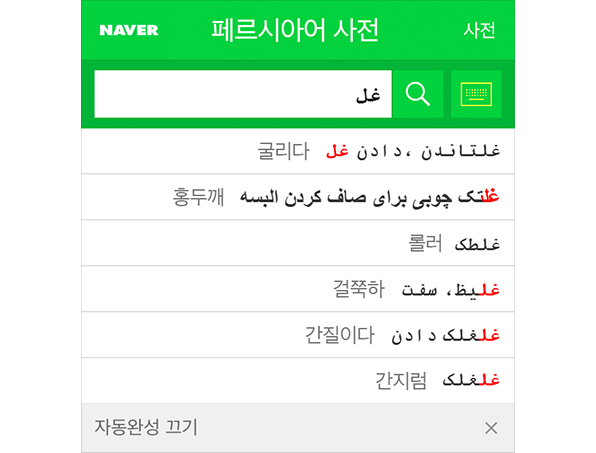 NAVER 페르시아어 사전 사전
غل
غلتاندن ،دادن غل 굴리다
غلتک چوبی برای صاف کردن البسه 홍두깨
غلطک 롤러
غلیظ، سفت 걸쭉하
غلغلک دادن 간질이다
غلغلک 간지럼
자동완성 끄기 ×